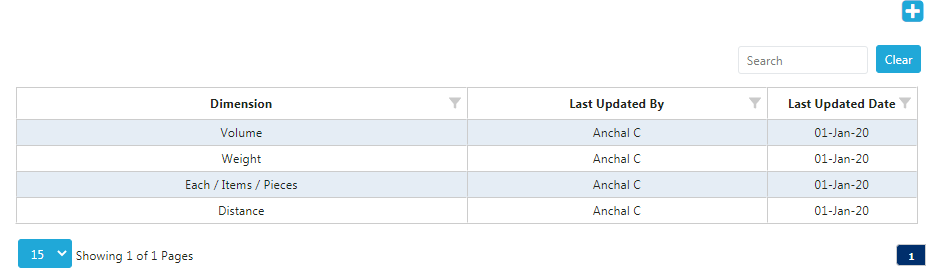 Search Clear
Dimension Last Updated By Last Updated Date
Volume Anchal C 01-Jan-20
Weight Anchal C 01-Jan-20
Each / Items / Pieces Anchal C 01-Jan-20
Distance Anchal C 01-Jan-20
15 Showing 1 of 1 Pages 1